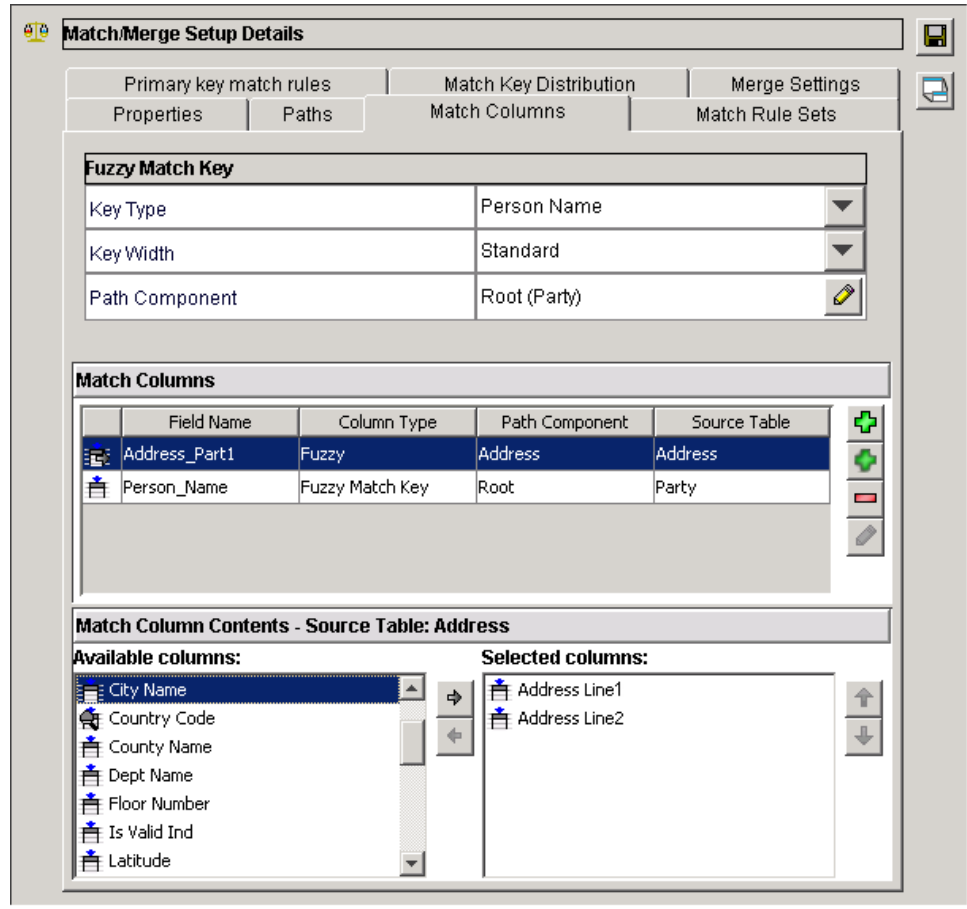 Match/Merge Setup Details
Primary key match rules Match Key Distribution Merge Settings
Properties Paths Match Columns Match Rule Sets
Fuzzy Match Key
Key Type Person Name
Key Width Standard
Path Component Root (Party)
Match Columns
Field Name Column Type Path Component Source Table
Address_Part1 Fuzzy Address Address
Person_Name Fuzzy Match Key Root Party
Match Column Contents - Source Table: Address
Available columns: Selected columns:
City Name Address Line1
Country Code Address Line2
County Name
Dept Name
Floor Number
Is Valid Ind
Latitude